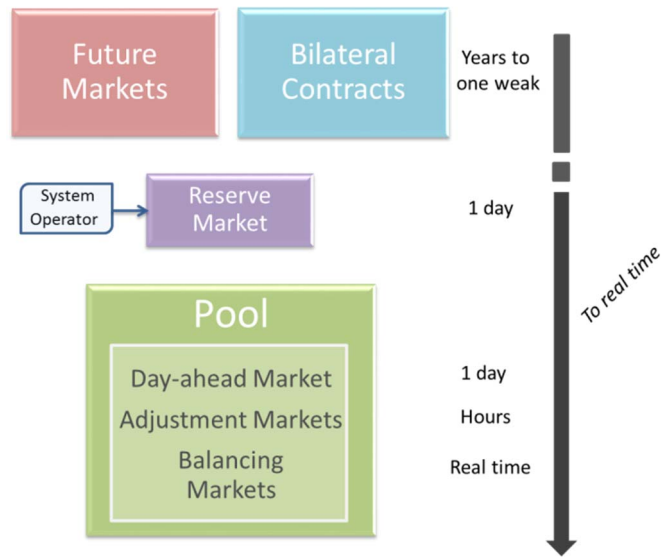 Future
Markets
Bilateral
Contracts
Years to
one weak
System
Operator
Reserve
Market
1 day
To real time
Pool
Day-ahead Market
1 day
Adjustment Markets
Hours
Balancing
Markets
Real time